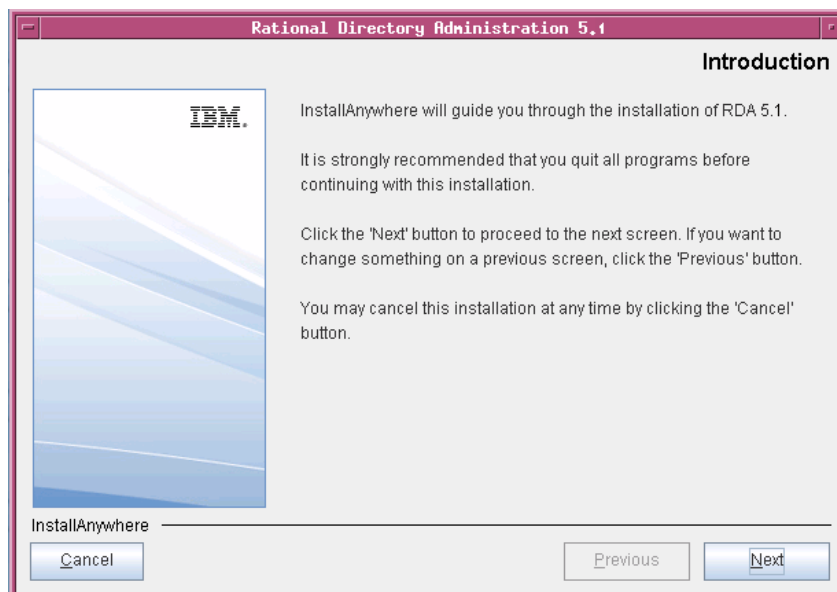 Rational Directory Administration 5.1
Introduction
IBM.
InstallAnywhere will guide you through the installation of RDA 5.1.
It is strongly recommended that you quit all programs before
continuing with this installation.
Click the 'Next' button to proceed to the next screen. If you want to
change something on a previous screen, click the 'Previous' button.
You may cancel this installation at any time by clicking the 'Cancel'
button.
InstallAnywhere
Cancel
Previous
Next